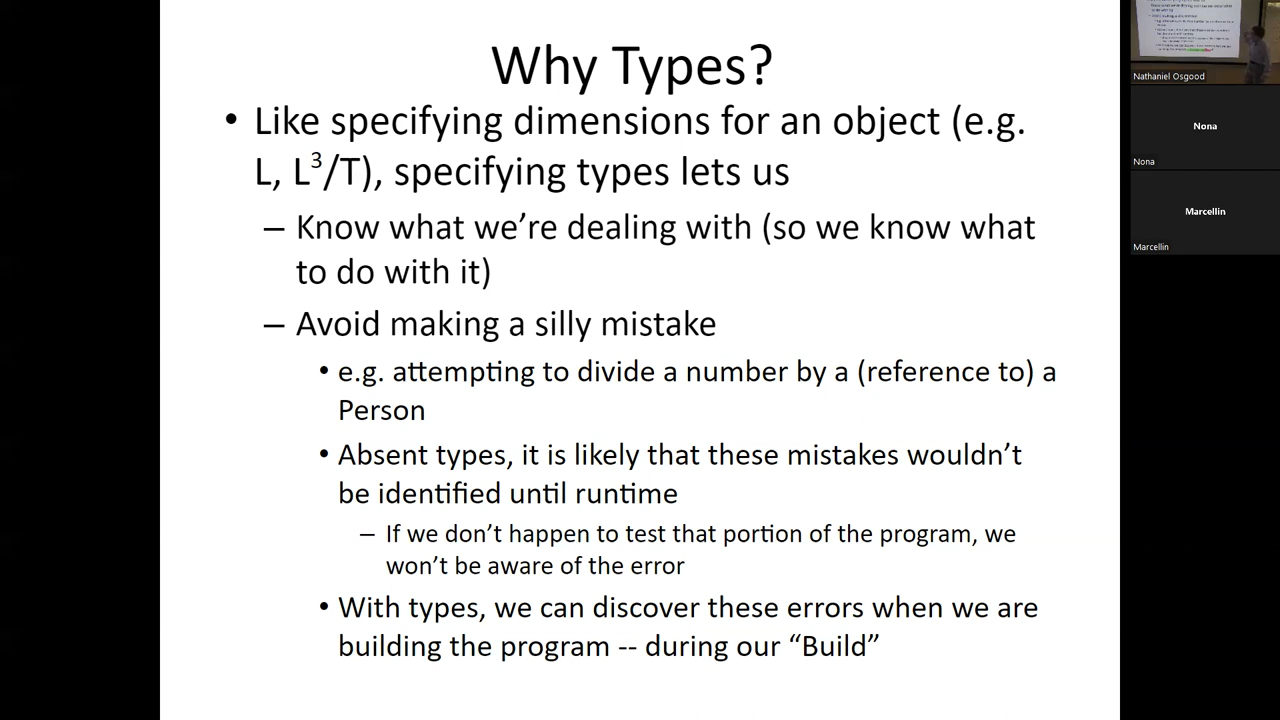 Why Types?
• Like specifying dimensions for an object (e.g.
L, L³/T), specifying types lets us
– Know what we’re dealing with (so we know what
to do with it)
– Avoid making a silly mistake
• e.g. attempting to divide a number by a (reference to) a
Person
• Absent types, it is likely that these mistakes wouldn’t
be identified until runtime
– If we don’t happen to test that portion of the program, we
won’t be aware of the error
• With types, we can discover these errors when we are
building the program -- during our “Build”
Nathaniel Osgood
Nona
Nona
Marcellin
Marcellin